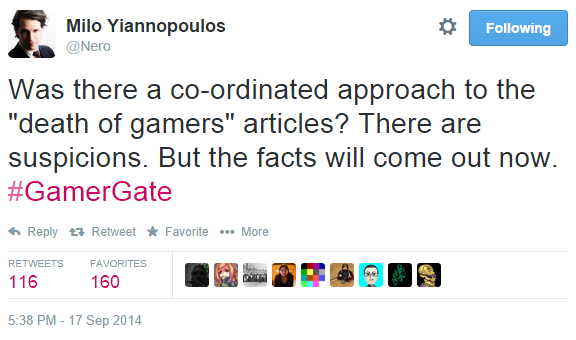 Milo Yiannopoulos
@Nero
Following
Was there a co-ordinated approach to the
"death of gamers" articles? There are
suspicions. But the facts will come out now.
#GamerGate
Reply Retweet Favorite More
RETWEETS FAVORITES
116 160
5:38 PM - 17 Sep 2014